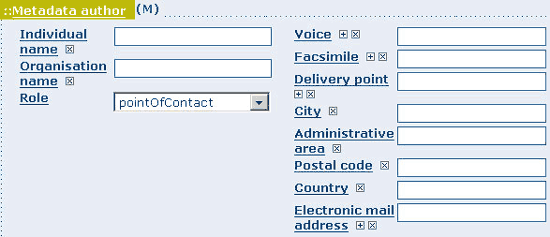 ::Metadata author (M)
Individual
name
Organisation
name
Role
pointOfContact
Voice
Facsimile
Delivery point
City
Administrative
area
Postal code
Country
Electronic mail
address